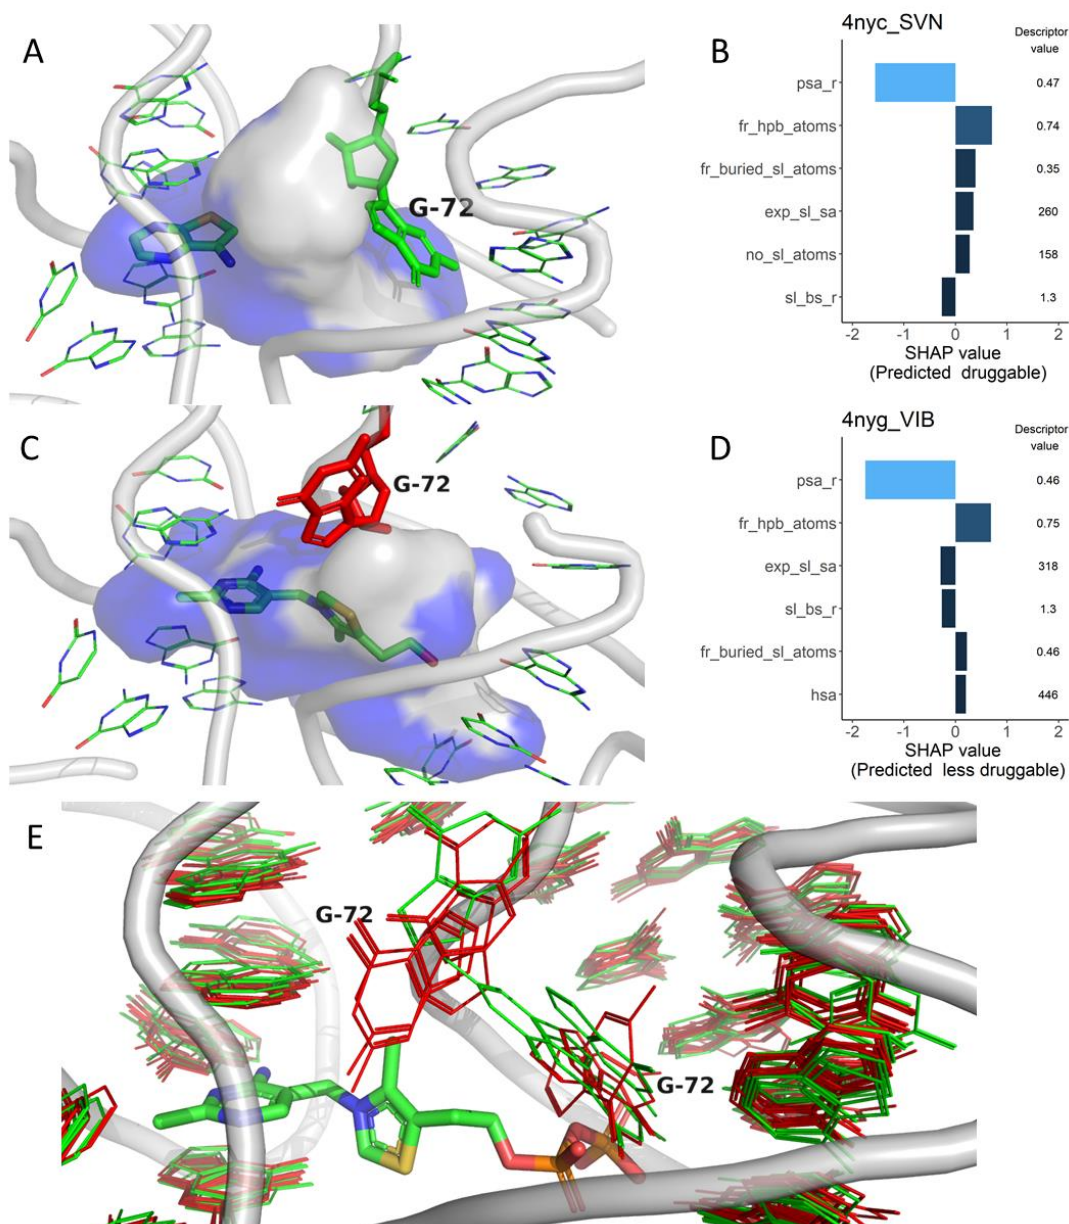 A
G-72
B
4nyc_SVN
Descriptor
value
psa_r 0.47
fr_hpb_atoms 0.74
fr_buried_sl_atoms 0.35
exp_sl_sa 260
no_sl_atoms 158
sl_bs_r 1.3
-2 -1 0 1 2
SHAP value
(Predicted druggable)
C
G-72
D
4nyg_VIB
Descriptor
value
psa_r 0.46
fr_hpb_atoms 0.75
exp_sl_sa 318
sl_bs_r 1.3
fr_buried_sl_atoms 0.46
hsa 446
-2 -1 0 1 2
SHAP value
(Predicted less druggable)
E
G-72
G-72